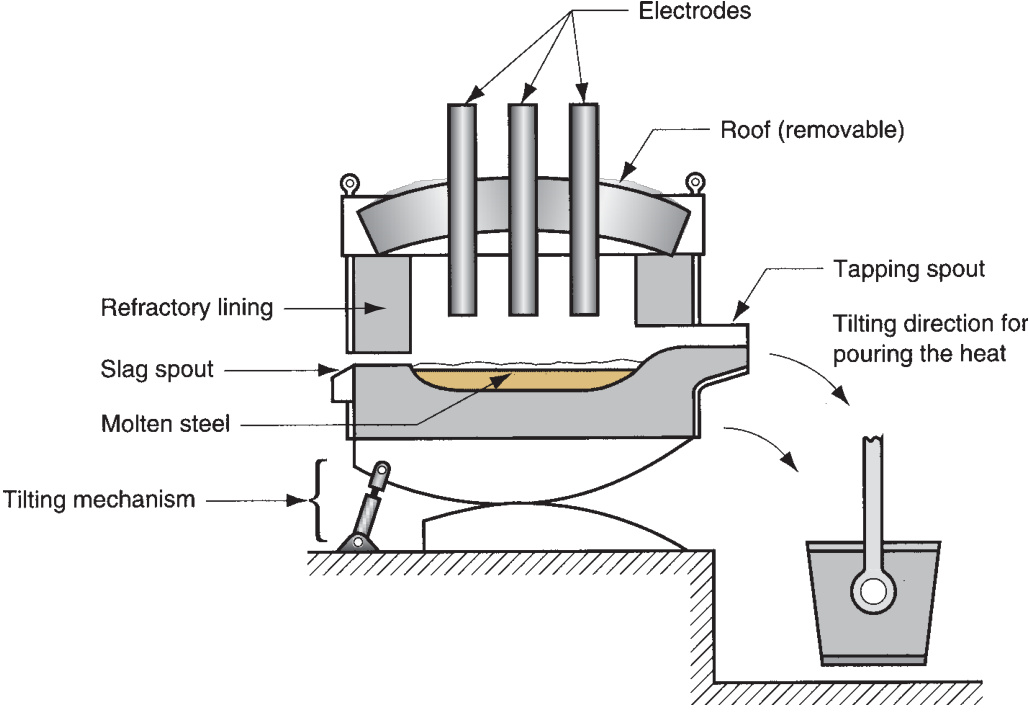 Electrodes
Roof (removable)
Tapping spout
Refractory lining
Tilting direction for
pouring the heat
Slag spout
Molten steel
Tilting mechanism